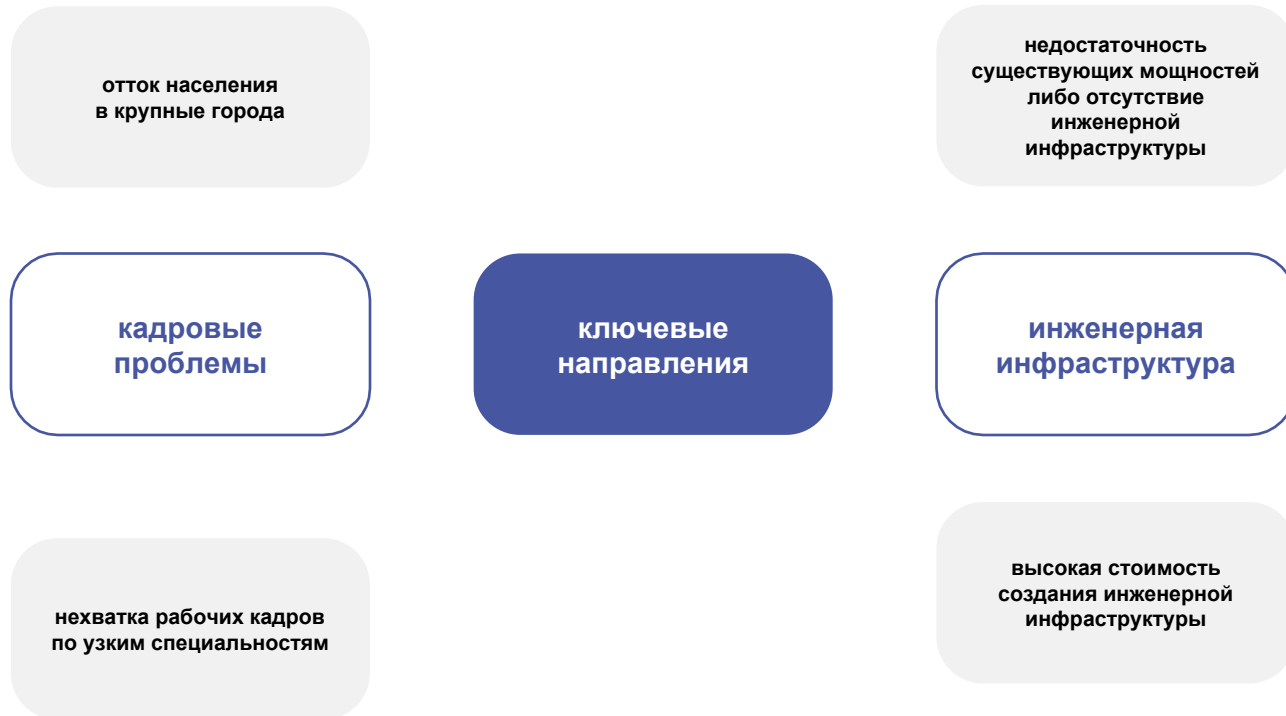 отток населения
в крупные города
недостаточность
существующих мощностей
либо отсутствие
инженерной
инфраструктуры
кадровые
проблемы
ключевые
направления
инженерная
инфраструктура
нехватка рабочих кадров
по узким специальностям
высокая стоимость
создания инженерной
инфраструктуры